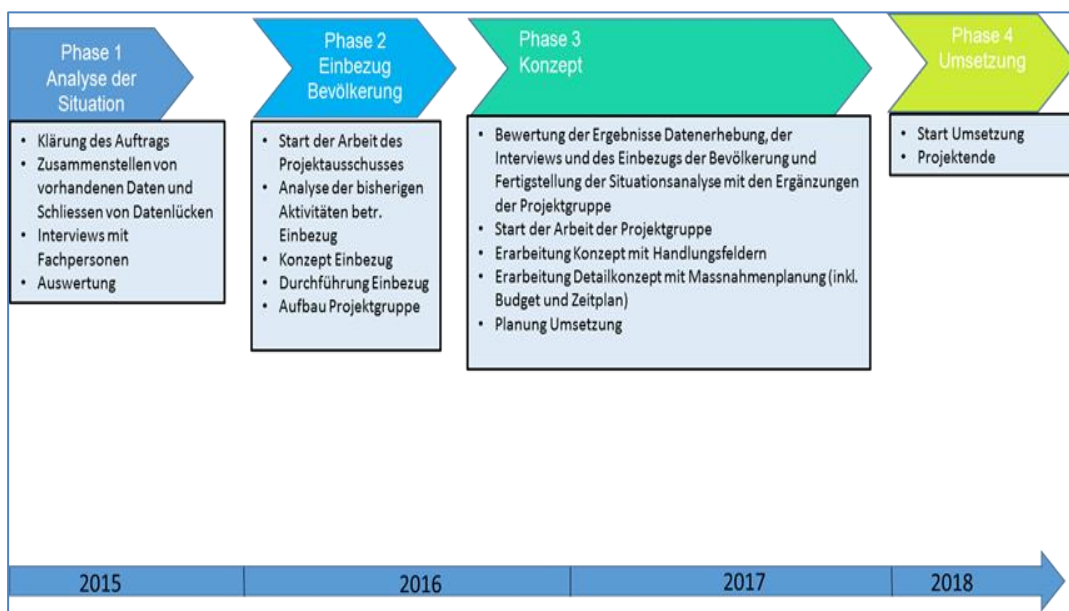 Phase 1
Analyse der
Situation
• Klärung des Auftrags
• Zusammenstellen von
vorhandenen Daten und
Schliessen von Datenlücken
• Interviews mit
Fachpersonen
• Auswertung
Phase 2
Einbezug
Bevölkerung
• Start der Arbeit des
Projektausschusses
• Analyse der bisherigen
Aktivitäten betr.
Einbezug
• Konzept Einbezug
• Durchführung Einbezug
• Aufbau Projektgruppe
Phase 3
Konzept
• Bewertung der Ergebnisse Datenerhebung, der
Interviews und des Einbezugs der Bevölkerung und
Fertigstellung der Situationsanalyse mit den Ergänzungen
der Projektgruppe
• Start der Arbeit der Projektgruppe
• Erarbeitung Konzept mit Handlungsfeldern
• Erarbeitung Detailkonzept mit Massnahmenplanung (inkl.
Budget und Zeitplan)
• Planung Umsetzung
Phase 4
Umsetzung
• Start Umsetzung
• Projektende
2015
2016
2017
2018